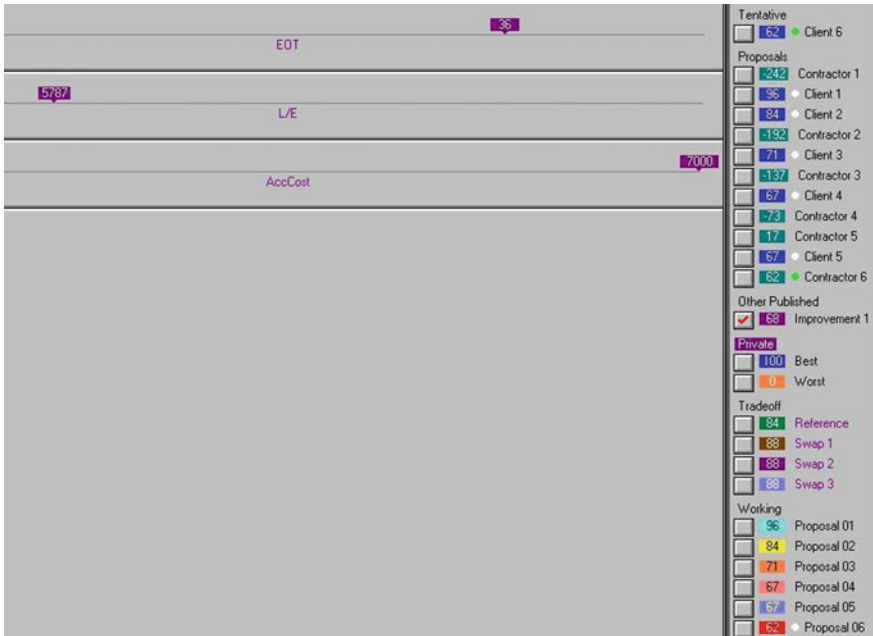 36
EOT
5787
L/E
7000
AccCost
Tentative
62 Client 6
Proposals
-242 Contractor 1
96 Client 1
84 Client 2
-192 Contractor 2
71 Client 3
-137 Contractor 3
67 Client 4
-73 Contractor 4
17 Contractor 5
67 Client 5
62 Contractor 6
Other Published
68 Improvement 1
Private
100 Best
0 Worst
Tradeoff
84 Reference
88 Swap 1
88 Swap 2
88 Swap 3
Working
96 Proposal 01
84 Proposal 02
71 Proposal 03
67 Proposal 04
67 Proposal 05
62 Proposal 06